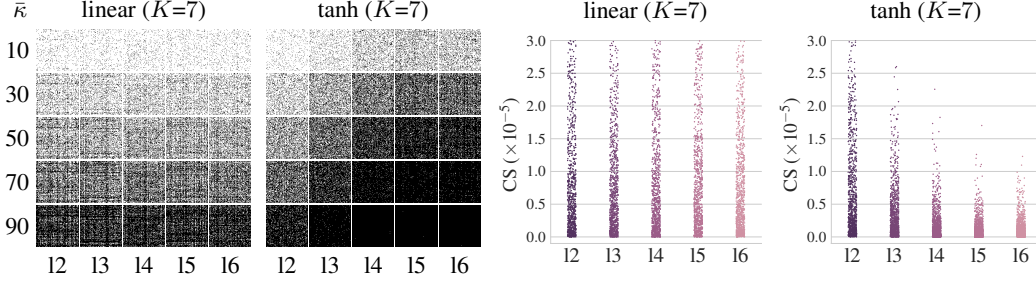 κ̄ linear (K=7) tanh (K=7)
10
30
50
70
90
l2 l3 l4 l5 l6 l2 l3 l4 l5 l6
linear (K=7)
CS (×10⁻⁵)
3.0
2.5
2.0
1.5
1.0
0.5
0.0
l2 l3 l4 l5 l6
tanh (K=7)
CS (×10⁻⁵)
3.0
2.5
2.0
1.5
1.0
0.5
0.0
l2 l3 l4 l5 l6